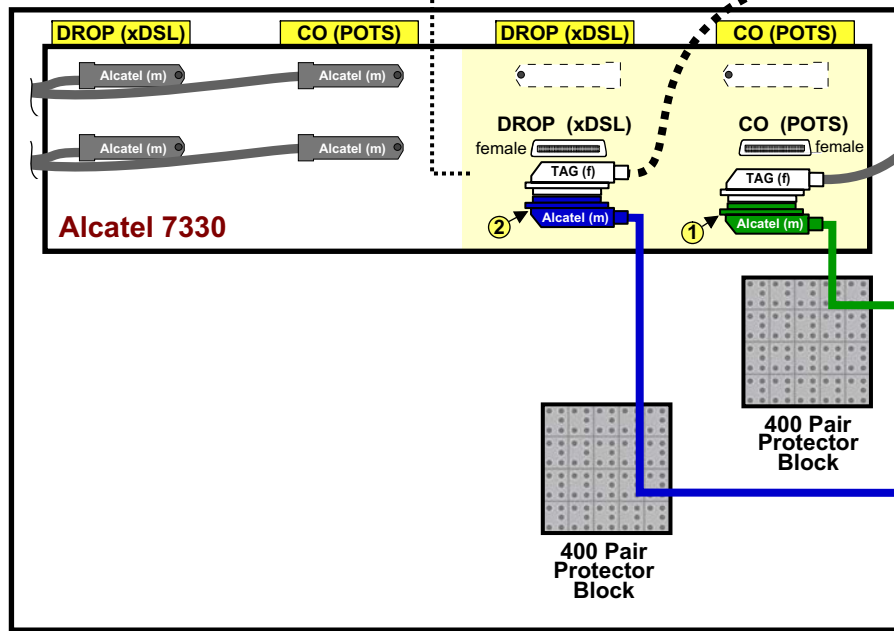 DROP (xDSL)
CO (POTS)
DROP (xDSL)
CO (POTS)
Alcatel (m)
Alcatel (m)
DROP (xDSL)
CO (POTS)
female
female
Alcatel (m)
Alcatel (m)
TAG (f)
TAG (f)
Alcatel 7330
2
Alcatel (m)
1
Alcatel (m)
400 Pair
Protector
Block
400 Pair
Protector
Block